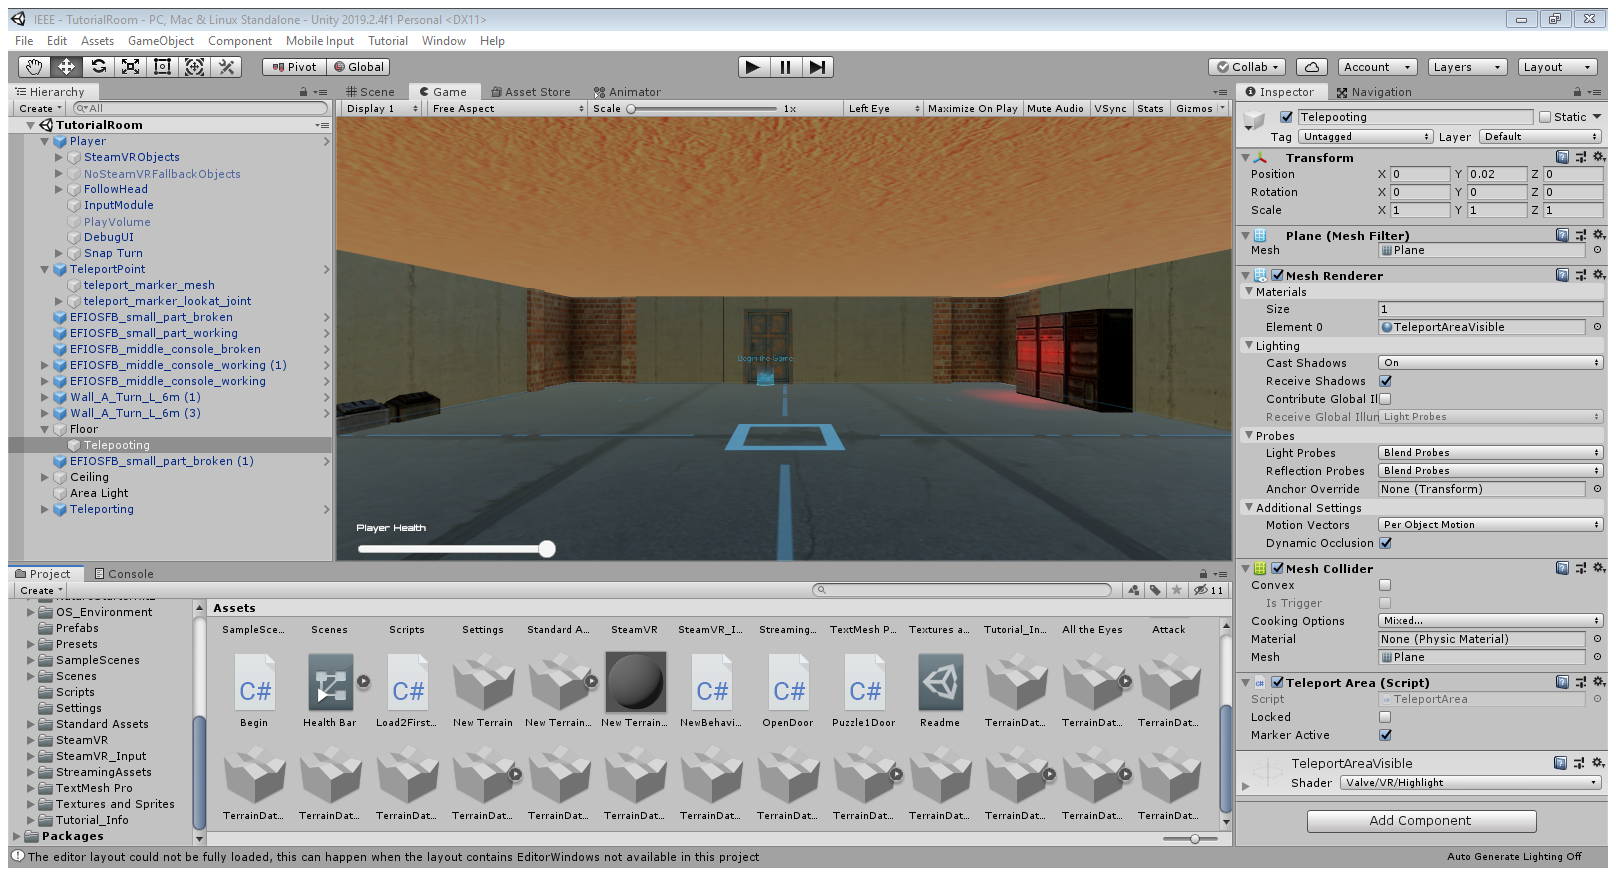 IEEE - TutorialRoom - PC, Mac & Linux Standalone - Unity 2019.2.4f1 Personal <DX11>
File Edit Assets GameObject Component Mobile Input Tutorial Window Help
Pivot Global Collab Account Layers Layout
Hierarchy
Create All
TutorialRoom
Player
SteamVRObjects
NoSteamVRFallbackObjects
FollowHead
InputModule
PlayVolume
DebugUI
Snap Turn
TeleportPoint
teleport_marker_mesh
teleport_marker_lookat_joint
EFIOSFB_small_part_broken
EFIOSFB_small_part_working
EFIOSFB_middle_console_broken
EFIOSFB_middle_console_working (1)
EFIOSFB_middle_console_working
Wall_A_Turn_L_6m (1)
Wall_A_Turn_L_6m (3)
Floor
Telepooting
EFIOSFB_small_part_broken (1)
Ceiling
Area Light
Teleporting
Scene Game Asset Store Animator
Display 1 Free Aspect Scale 1x Left Eye Maximize On Play Mute Audio VSync Stats Gizmos
Begin the Game
Player Health
Inspector Navigation
Telepooting Static
Tag Untagged Layer Default
Transform
Position X 0 Y 0.02 Z 0
Rotation X 0 Y 0 Z 0
Scale X 1 Y 1 Z 1
Plane (Mesh Filter)
Mesh Plane
Mesh Renderer
Materials
Size 1
Element 0 TeleportAreaVisible
Lighting
Cast Shadows On
Receive Shadows
Contribute Global Il
Receive Global Illun Light Probes
Probes
Light Probes Blend Probes
Reflection Probes Blend Probes
Anchor Override None (Transform)
Additional Settings
Motion Vectors Per Object Motion
Dynamic Occlusion
Mesh Collider
Convex
Is Trigger
Cooking Options Mixed...
Material None (Physic Material)
Mesh Plane
Teleport Area (Script)
Script TeleportArea
Locked
Marker Active
TeleportAreaVisible
Shader Valve/VR/Highlight
Add Component
Project Console
Create 11
OS_Environment
Prefabs
Presets
SampleScenes
Scenes
Scripts
Settings
Standard Assets
SteamVR
SteamVR_Input
StreamingAssets
TextMesh Pro
Textures and Sprites
Tutorial_Info
Packages
Assets
SampleSce... Scenes Scripts Settings Standard A... SteamVR SteamVR_I... Streaming... TextMesh P... Textures a... Tutorial_In... All the Eyes Attack
C# C# C# C# C#
Begin Health Bar Load2First... New Terrain New Terrain... New Terrain... NewBehavi... OpenDoor Puzzle1Door Readme TerrainDat... TerrainDat... TerrainDat...
TerrainDat... TerrainDat... TerrainDat... TerrainDat... TerrainDat... TerrainDat... TerrainDat... TerrainDat... TerrainDat... TerrainDat... TerrainDat... TerrainDat... TerrainDat...
The editor layout could not be fully loaded, this can happen when the layout contains EditorWindows not available in this project
Auto Generate Lighting Off